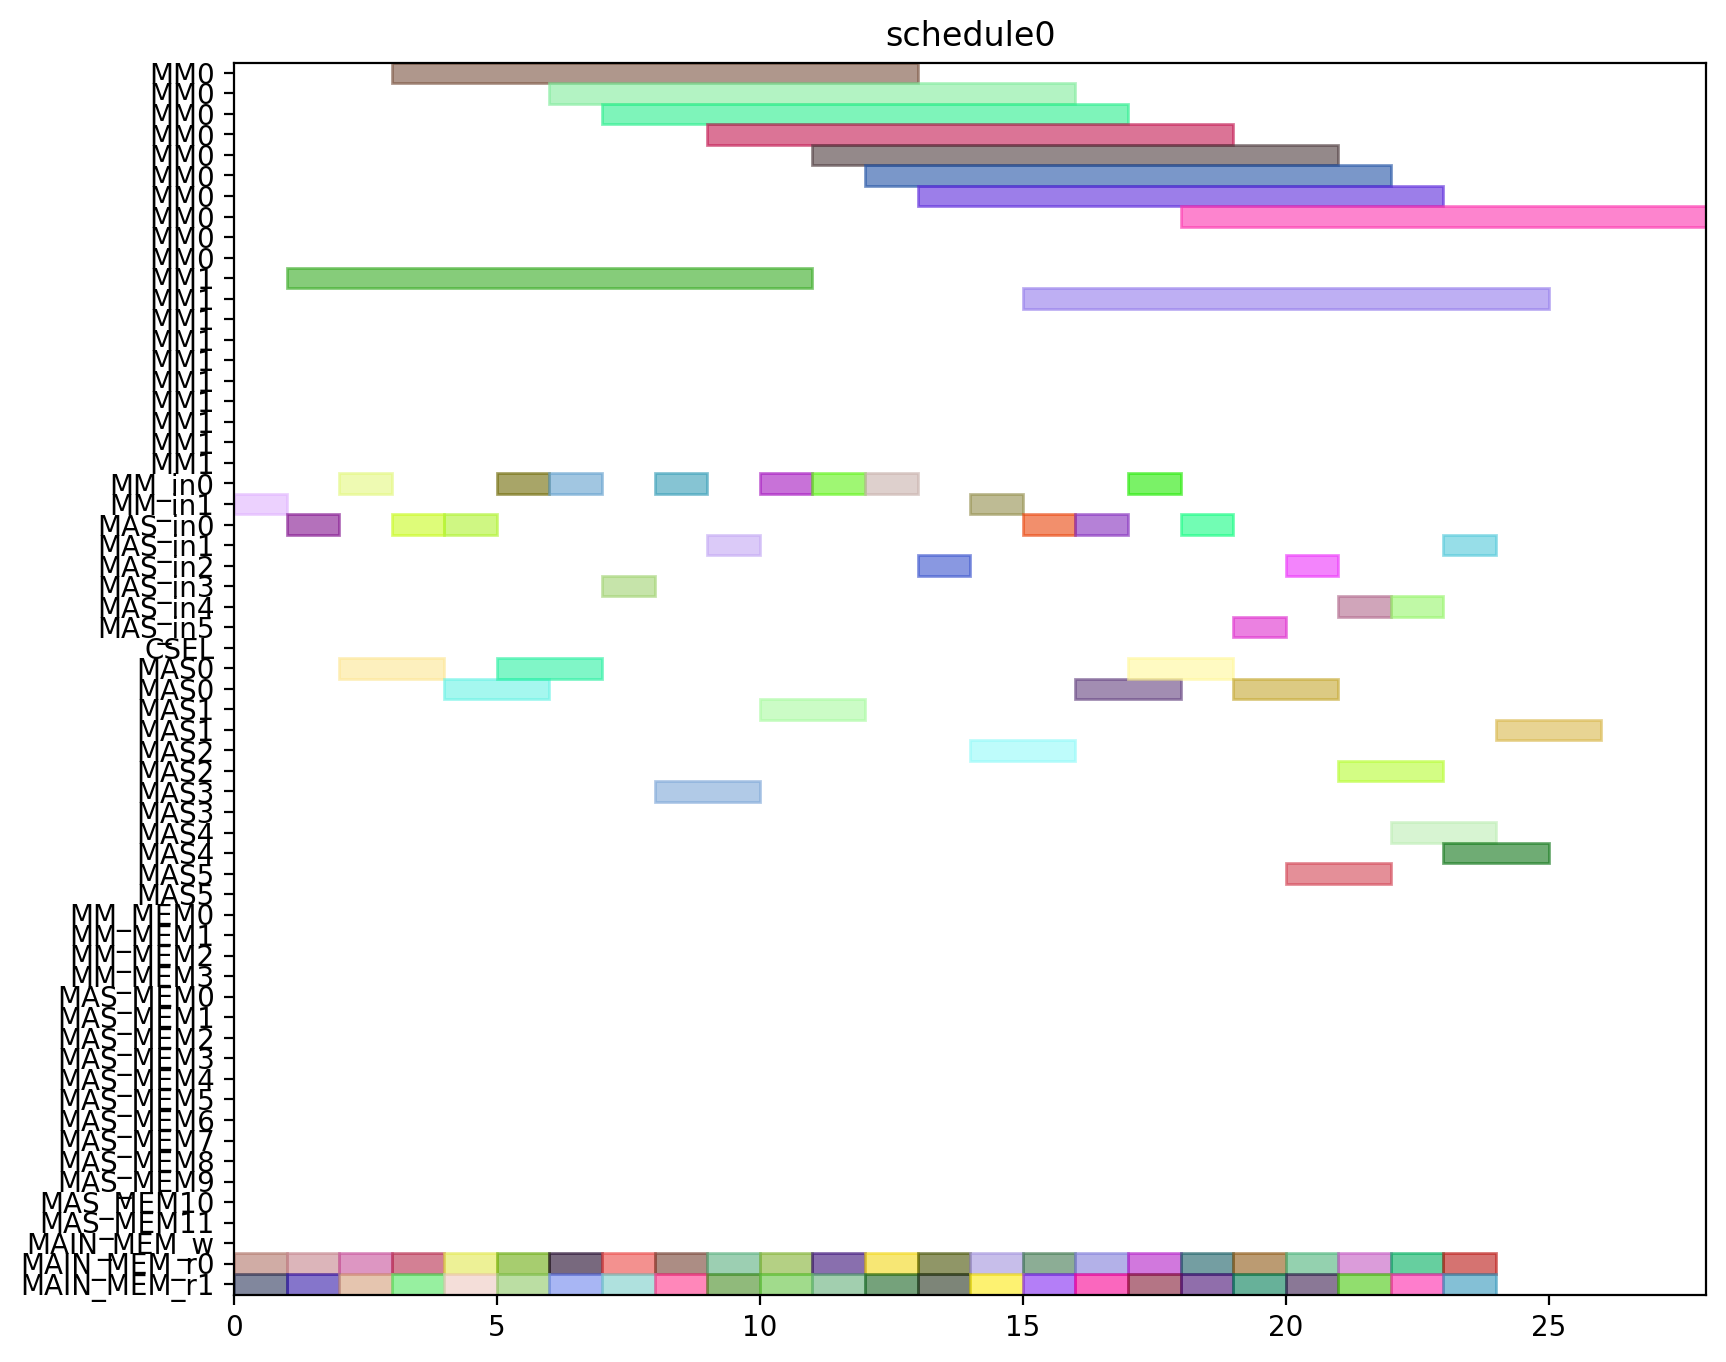 schedule0
MM0
MM0
MM0
MM0
MM0
MM0
MM0
MM0
MM0
MM0
MM1
MM1
MM1
MM1
MM1
MM1
MM1
MM1
MM1
MM1
MM_in0
MM_in1
MAS_in0
MAS_in1
MAS_in2
MAS_in3
MAS_in4
MAS_in5
CSEL
MAS0
MAS0
MAS1
MAS1
MAS2
MAS2
MAS3
MAS3
MAS4
MAS4
MAS5
MAS5
MM_MEM0
MM_MEM1
MM_MEM2
MM_MEM3
MAS_MEM0
MAS_MEM1
MAS_MEM2
MAS_MEM3
MAS_MEM4
MAS_MEM5
MAS_MEM6
MAS_MEM7
MAS_MEM8
MAS_MEM9
MAS_MEM10
MAS_MEM11
MAIN_MEM_w
MAIN_MEM_r0
MAIN_MEM_r1
0 5 10 15 20 25